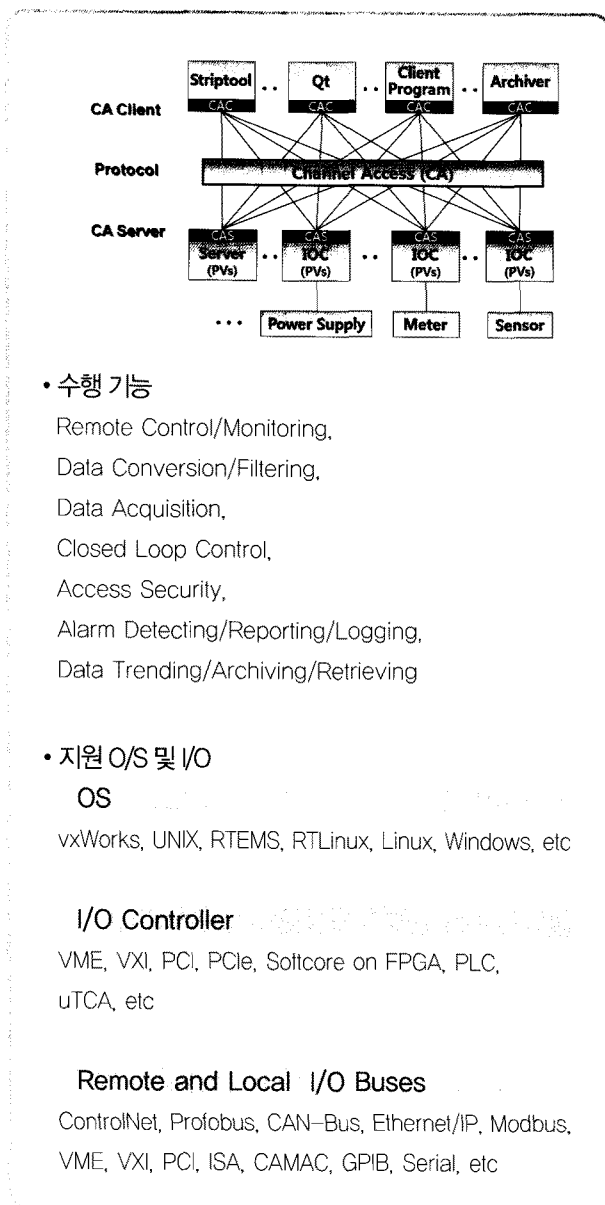 Striptool .. Qt .. Client Program .. Archiver
CA Client CAC CAC CAC CAC
Protocol Channel Access (CA)
CA Server CAS CAS CAS CAS
Server (PVs) .. IOC (PVs) .. IOC (PVs) .. IOC (PVs)
... Power Supply Meter Sensor
• 수행 기능
Remote Control/Monitoring,
Data Conversion/Filtering,
Data Acquisition,
Closed Loop Control,
Access Security,
Alarm Detecting/Reporting/Logging,
Data Trending/Archiving/Retrieving
• 지원 O/S 및 I/O
OS
vxWorks, UNIX, RTEMS, RTLinux, Linux, Windows, etc
I/O Controller
VME, VXI, PCI, PCIe, Softcore on FPGA, PLC,
uTCA, etc
Remote and Local I/O Buses
ControlNet, Profobus, CAN-Bus, Ethernet/IP, Modbus,
VME, VXI, PCI, ISA, CAMAC, GPIB, Serial, etc